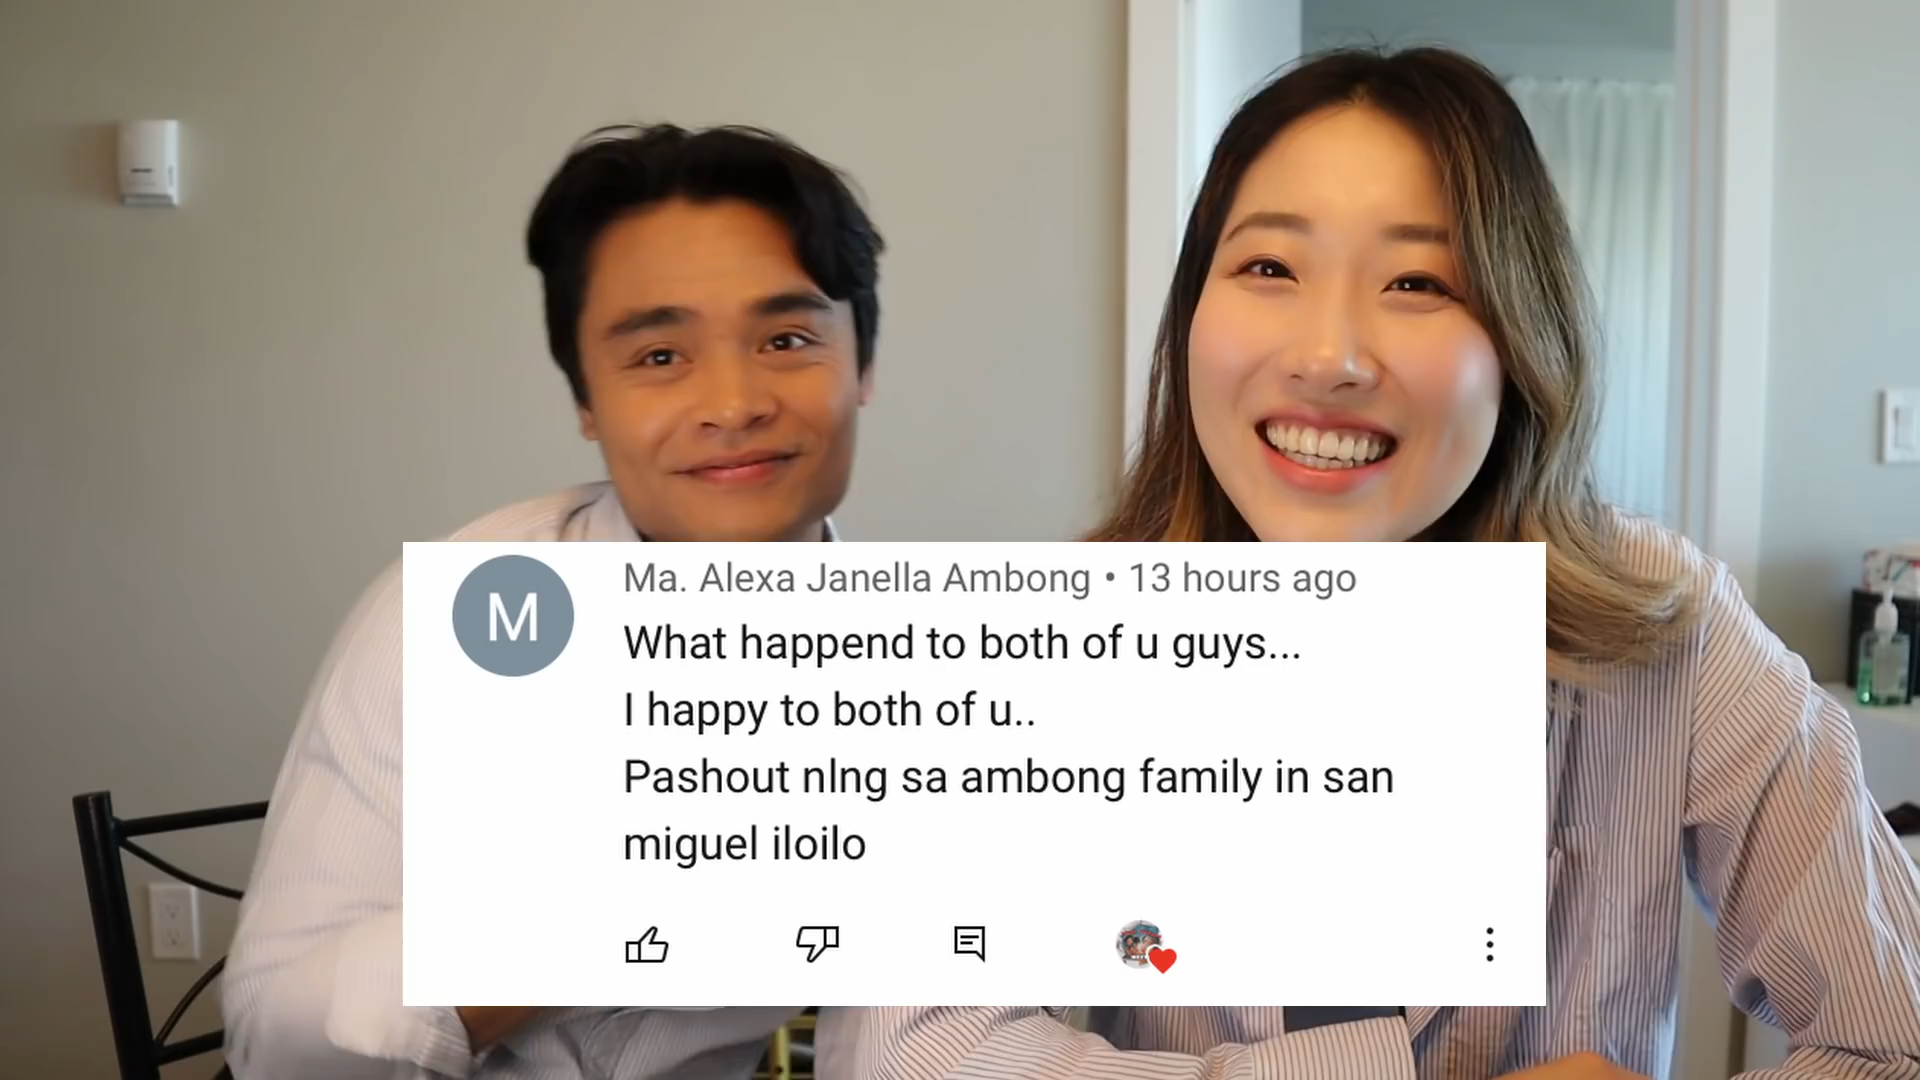 M
Ma. Alexa Janella Ambong • 13 hours ago
What happend to both of u guys...
I happy to both of u..
Pashout nlng sa ambong family in san
miguel iloilo